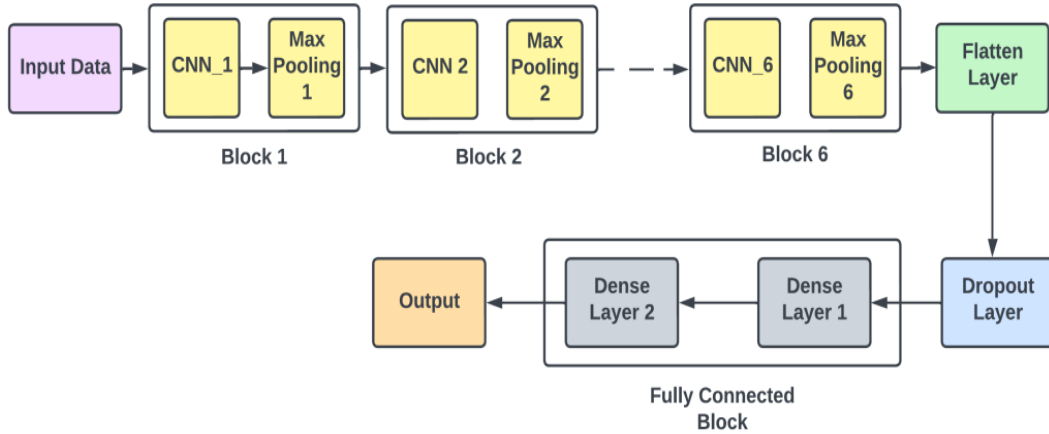 Input Data
CNN_1
Max
Pooling
1
Block 1
CNN 2
Max
Pooling
2
Block 2
CNN_6
Max
Pooling
6
Block 6
Flatten
Layer
Dropout
Layer
Dense
Layer 1
Dense
Layer 2
Fully Connected
Block
Output